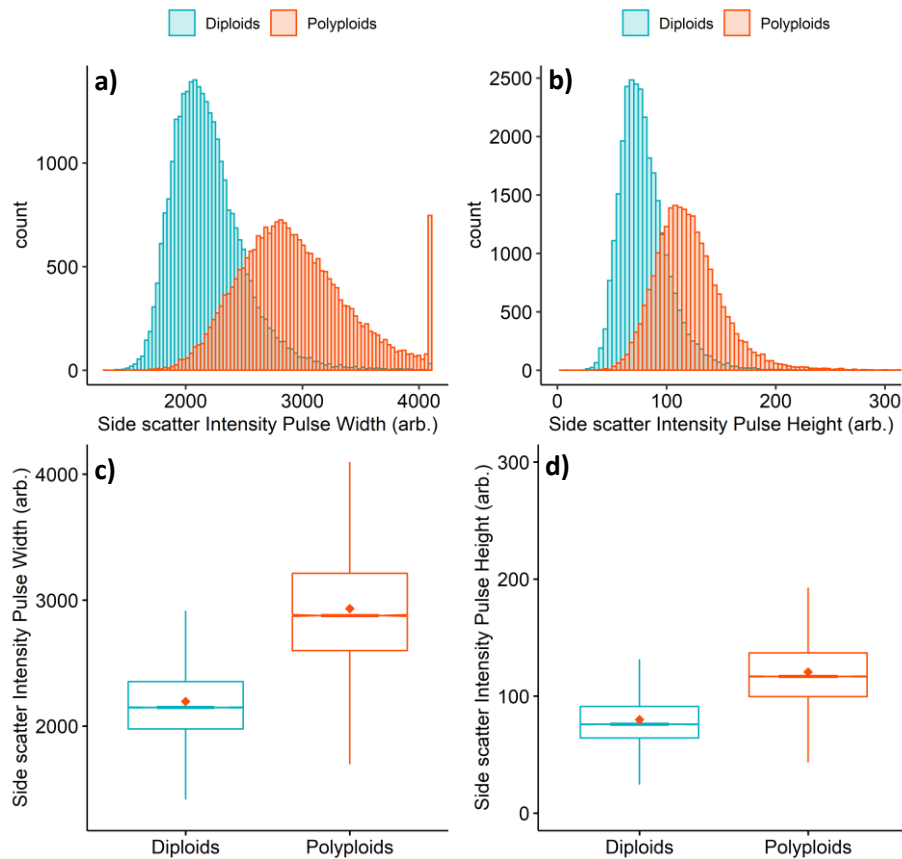 Diploids Polyploids
Diploids Polyploids
a)
1000
500
0
count
2000 3000 4000
Side scatter Intensity Pulse Width (arb.)
b)
2500
2000
1500
1000
500
0
count
0 100 200 300
Side scatter Intensity Pulse Height (arb.)
c)
4000
3000
2000
Side scatter Intensity Pulse Width (arb.)
Diploids Polyploids
d)
300
200
100
0
Side scatter Intensity Pulse Height (arb.)
Diploids Polyploids